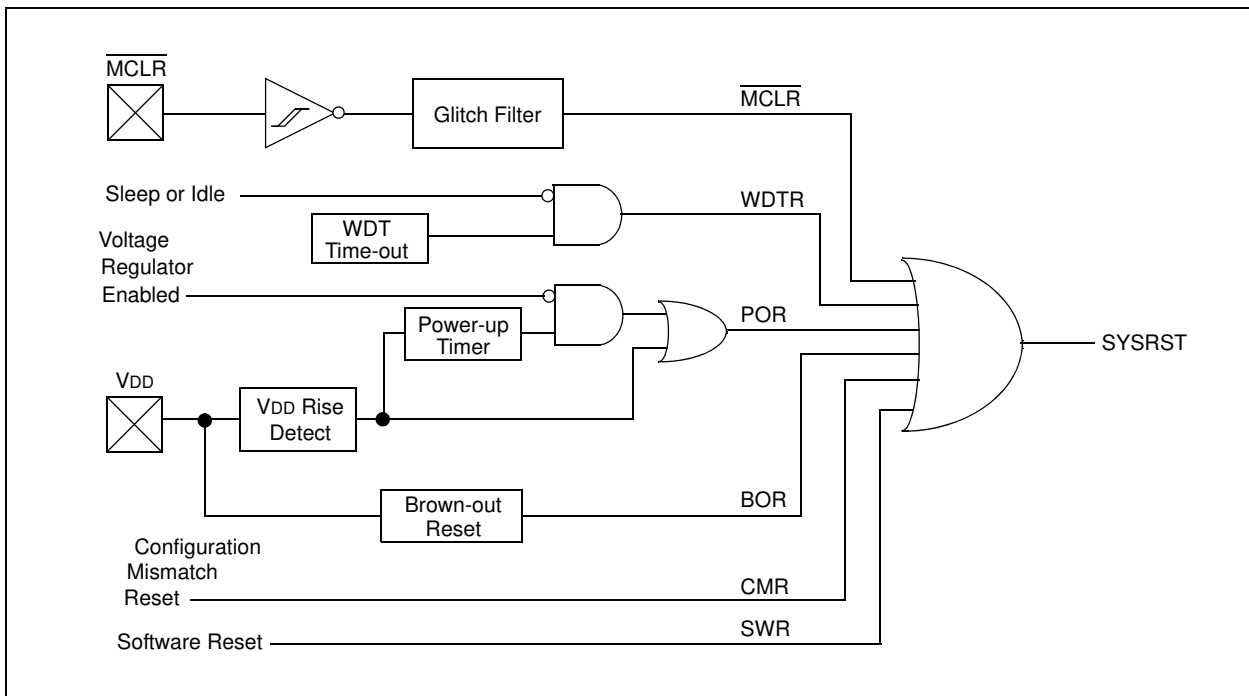 MCLR
Glitch Filter
MCLR
Sleep or Idle
WDT
Time-out
WDTR
Voltage
Regulator
Enabled
Power-up
Timer
POR
SYSRST
VDD
VDD Rise
Detect
Brown-out
Reset
BOR
Configuration
Mismatch
Reset
CMR
Software Reset
SWR